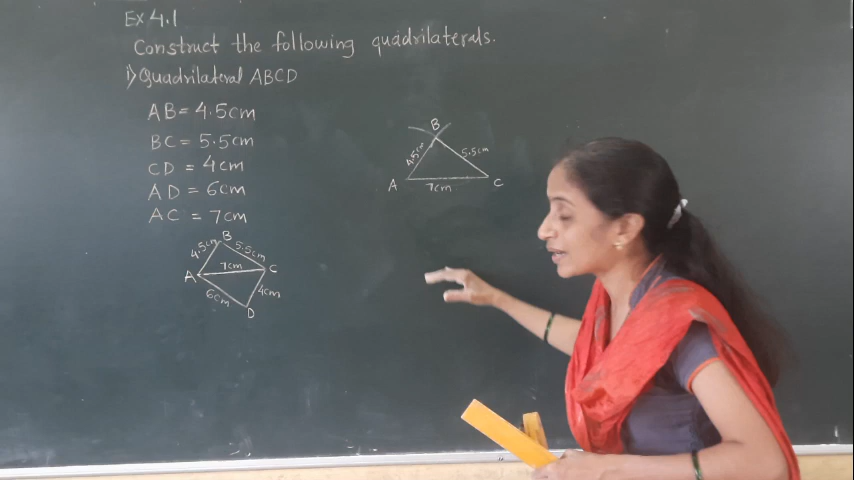 Ex 4.1
Construct the following quadrilaterals.
i) Quadrilateral ABCD
AB = 4.5cm
BC = 5.5cm
CD = 4cm
AD = 6cm
AC = 7cm
B
4.5cm 5.5cm
A 7cm C
6cm 4cm
D
B
4.5cm 5.5cm
A C
7cm